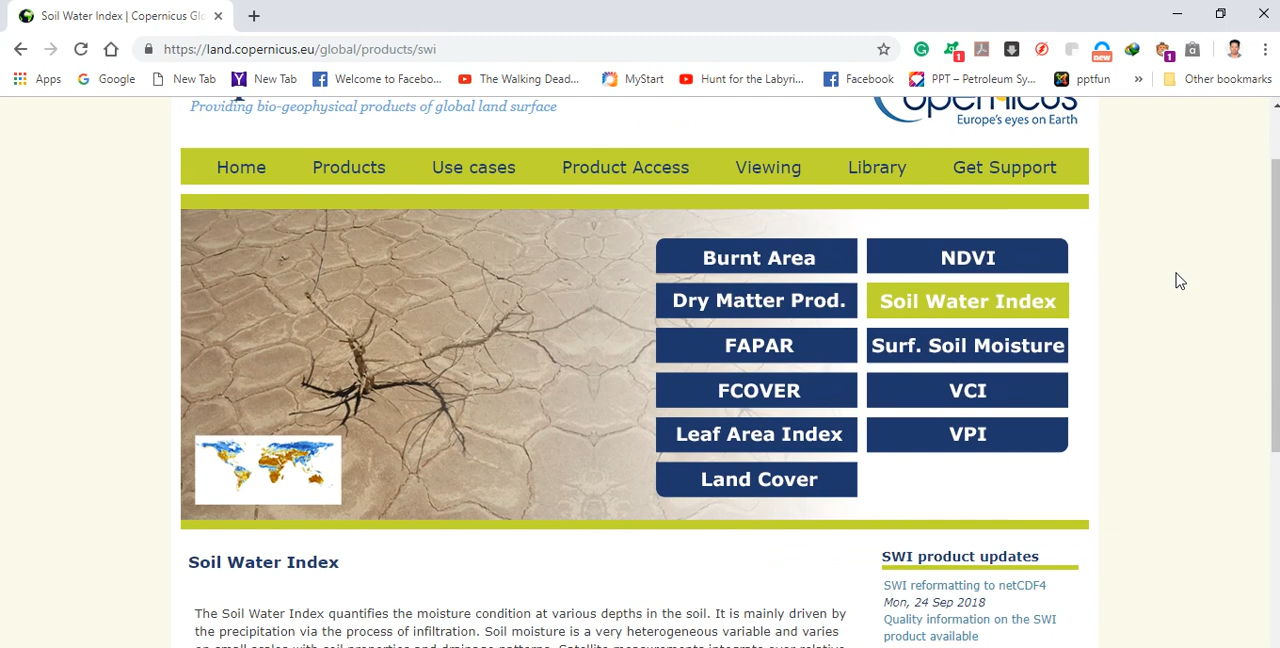 Soil Water Index | Copernicus Glo
https://land.copernicus.eu/global/products/swi
1
new
1
Apps
Google
New Tab
New Tab
Welcome to Facebo...
The Walking Dead...
MyStart
Hunt for the Labyri...
Facebook
PPT – Petroleum Sy...
pptfun
»
Other bookmarks
Providing bio-geophysical products of global land surface
opernicus
Europe's eyes on Earth
Home
Products
Use cases
Product Access
Viewing
Library
Get Support
Burnt Area
NDVI
Dry Matter Prod.
Soil Water Index
FAPAR
Surf. Soil Moisture
FCOVER
VCI
Leaf Area Index
VPI
Land Cover
Soil Water Index
The Soil Water Index quantifies the moisture condition at various depths in the soil. It is mainly driven by
the precipitation via the process of infiltration. Soil moisture is a very heterogeneous variable and varies
on small scales with soil properties and drainage patterns. Satellite measurements integrate over relative
SWI product updates
SWI reformatting to netCDF4
Mon, 24 Sep 2018
Quality information on the SWI
product available